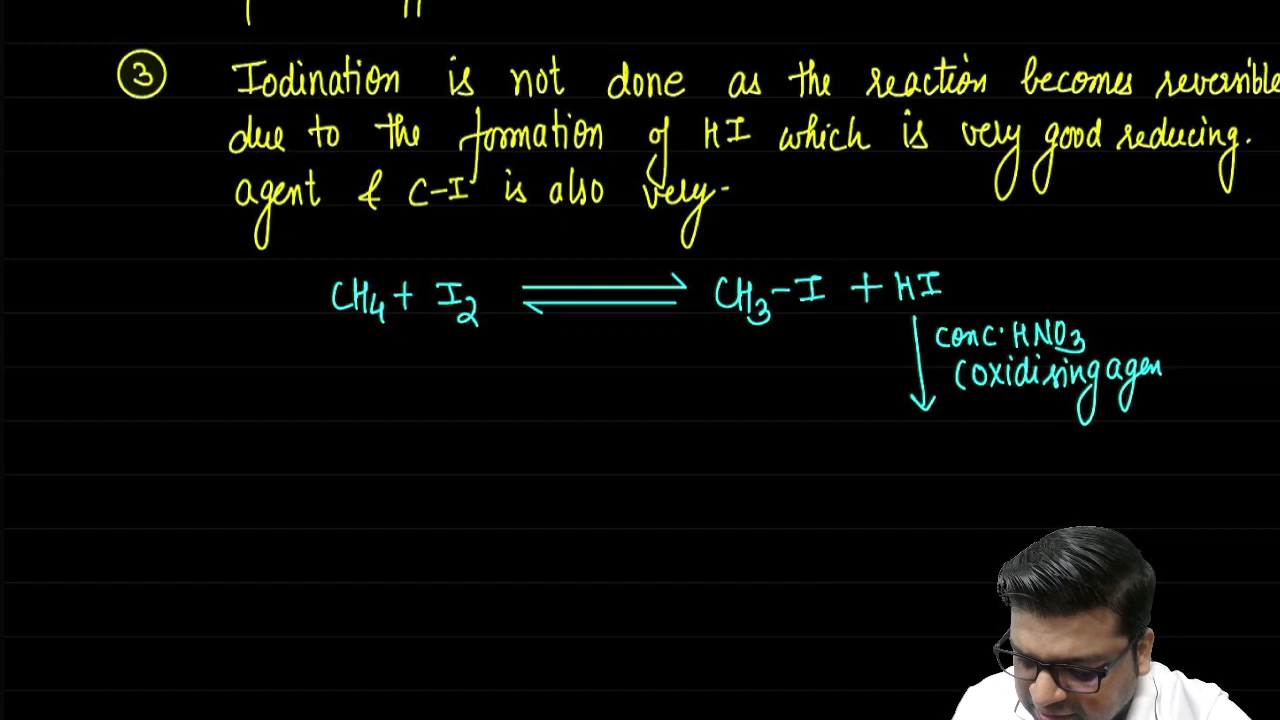 ③ Iodination is not done as the reaction becomes reversible
due to the formation of HI which is very good reducing.
agent & C-I is also very-
CH4 + I2 ⇌ CH3-I + HI
conc. HNO3
(oxidising agen